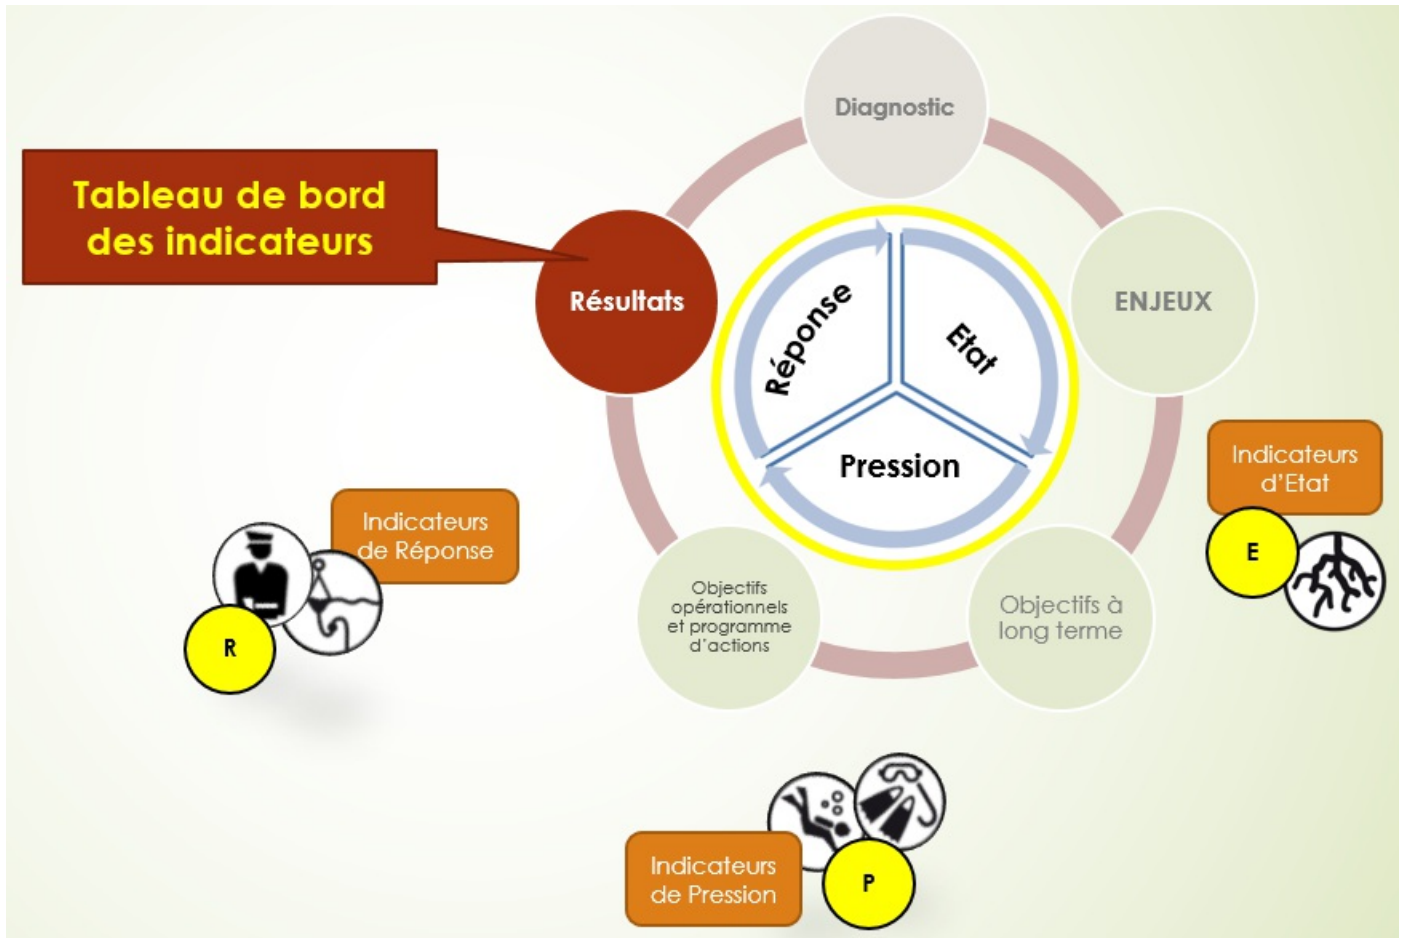 Diagnostic
Tableau de bord
des indicateurs
Résultats
ENJEUX
Réponse
Etat
Pression
Indicateurs
d'Etat
E
Indicateurs
de Réponse
R
Objectifs
opérationnels
et programme
d'actions
Objectifs à
long terme
Indicateurs
de Pression
P